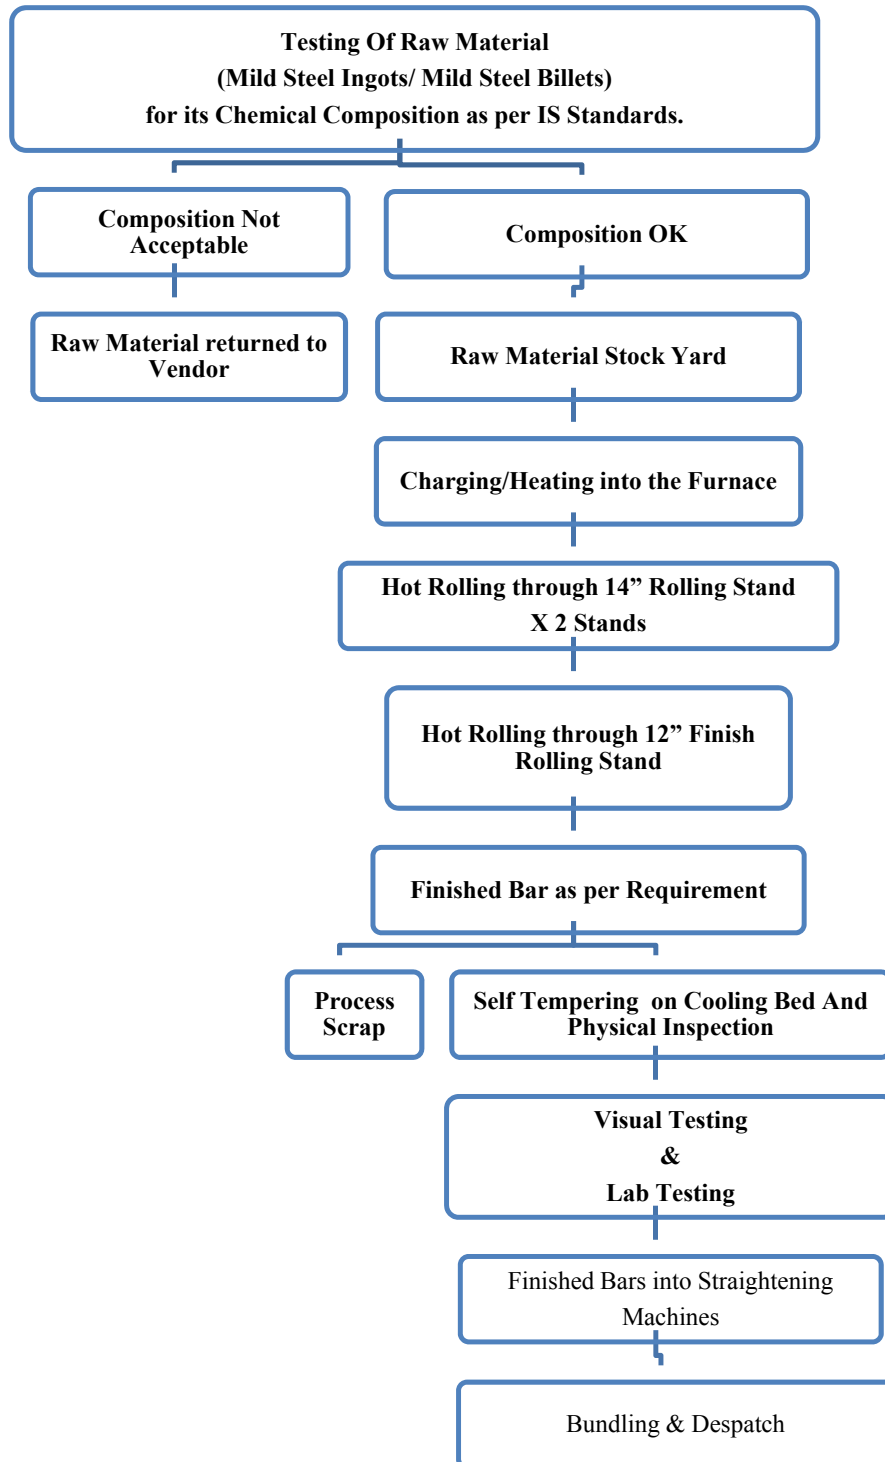 Testing Of Raw Material
(Mild Steel Ingots/ Mild Steel Billets)
for its Chemical Composition as per IS Standards.
Composition Not
Acceptable
Composition OK
Raw Material returned to
Vendor
Raw Material Stock Yard
Charging/Heating into the Furnace
Hot Rolling through 14” Rolling Stand
X 2 Stands
Hot Rolling through 12” Finish
Rolling Stand
Finished Bar as per Requirement
Process
Scrap
Self Tempering on Cooling Bed And
Physical Inspection
Visual Testing
&
Lab Testing
Finished Bars into Straightening
Machines
Bundling & Despatch